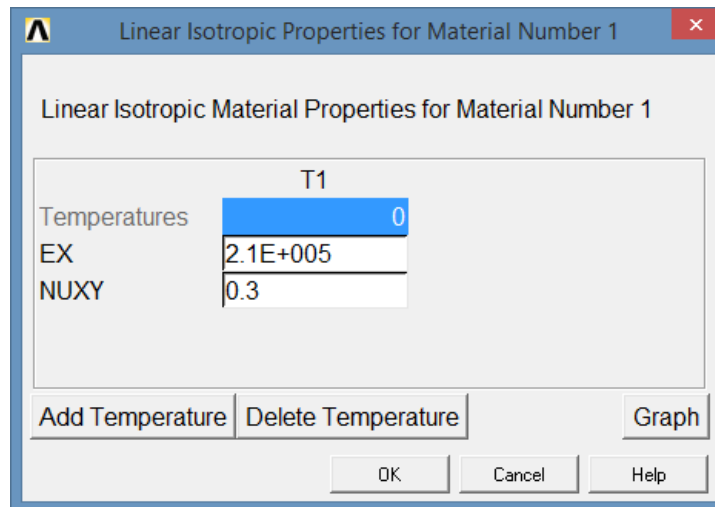 Linear Isotropic Properties for Material Number 1
Linear Isotropic Material Properties for Material Number 1
T1
Temperatures 0
EX 2.1E+005
NUXY 0.3
Add Temperature Delete Temperature Graph
OK Cancel Help